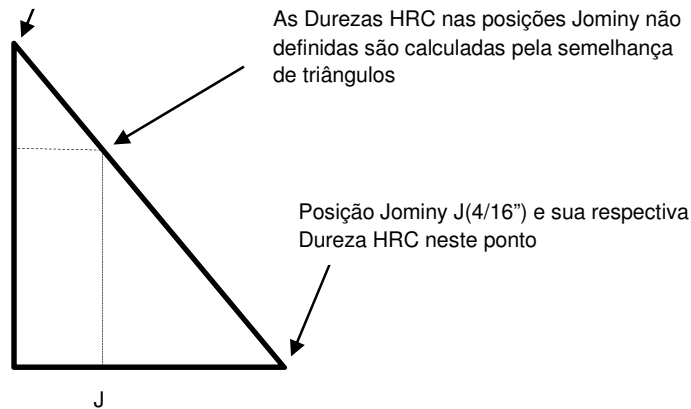 As Durezas HRC nas posições Jominy não
definidas são calculadas pela semelhança
de triângulos
Posição Jominy J(4/16”) e sua respectiva
Dureza HRC neste ponto
J